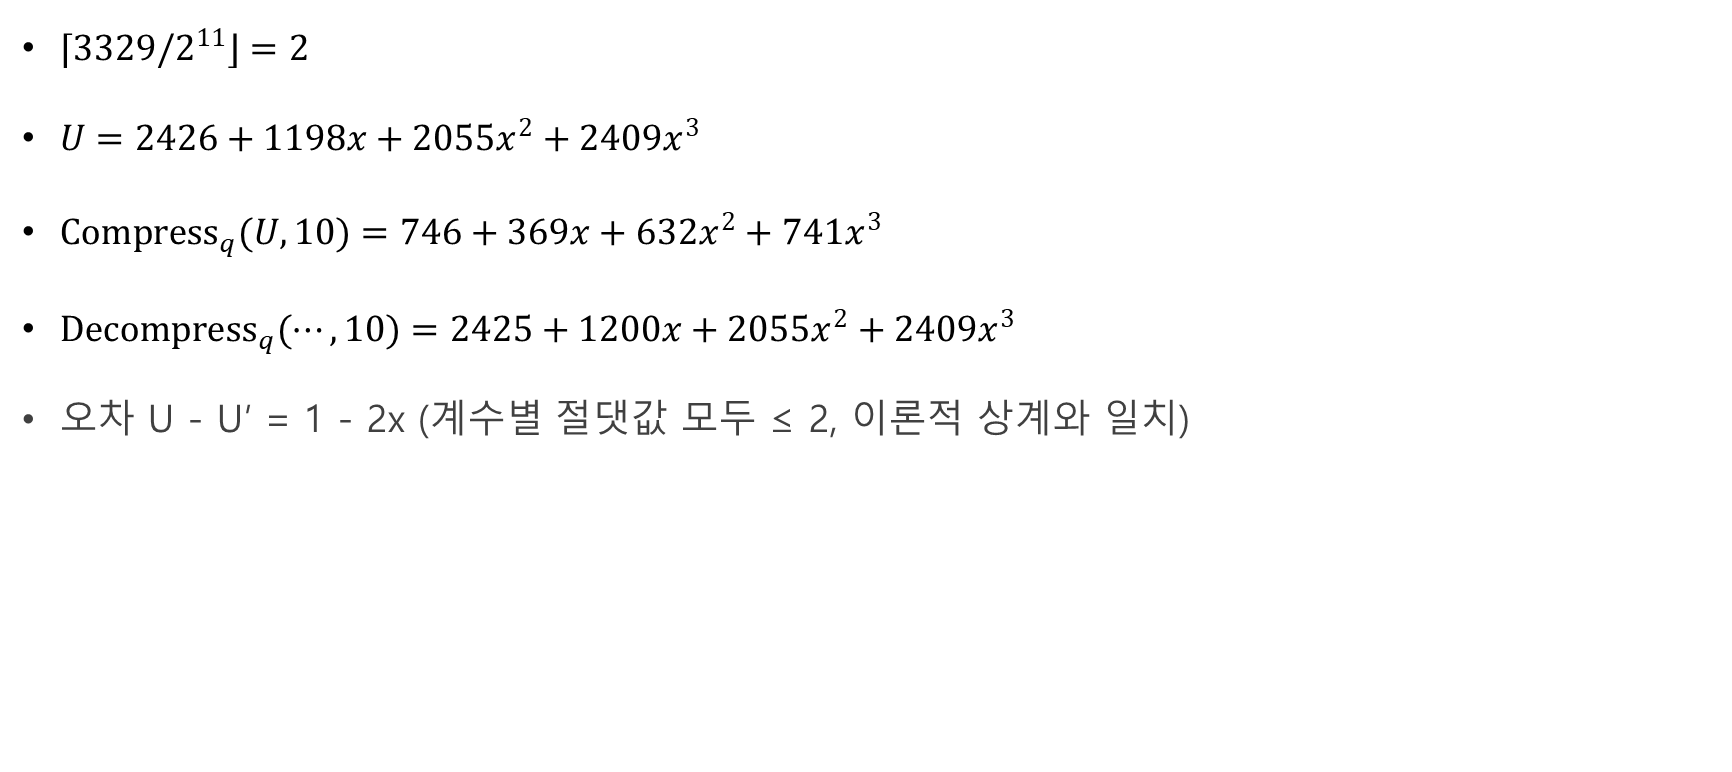 • ⌈3329/2¹¹⌋ = 2
• U = 2426 + 1198x + 2055x² + 2409x³
• Compress_q(U, 10) = 746 + 369x + 632x² + 741x³
• Decompress_q(⋯, 10) = 2425 + 1200x + 2055x² + 2409x³
• 오차 U - U′ = 1 - 2x (계수별 절댓값 모두 ≤ 2, 이론적 상계와 일치)